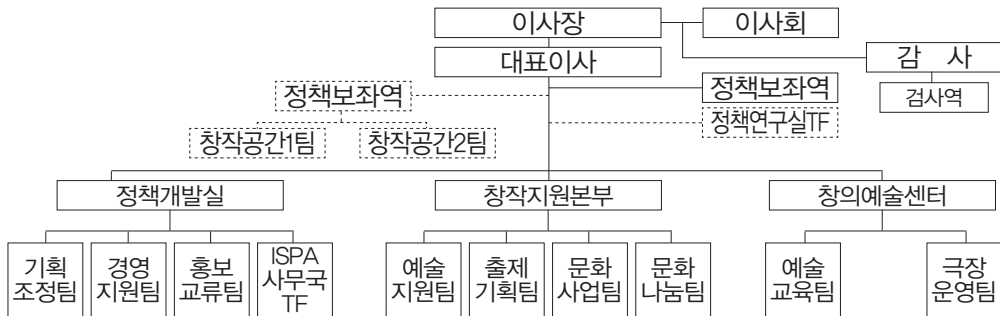 이사장
이사회
대표이사
감 사
정책보좌역
정책보좌역
검사역
정책연구실TF
창작공간1팀
창작공간2팀
정책개발실
창작지원본부
창의예술센터
기획
조정팀
경영
지원팀
홍보
교류팀
ISPA
사무국
TF
예술
지원팀
출제
기획팀
문화
사업팀
문화
나눔팀
예술
교육팀
극장
운영팀